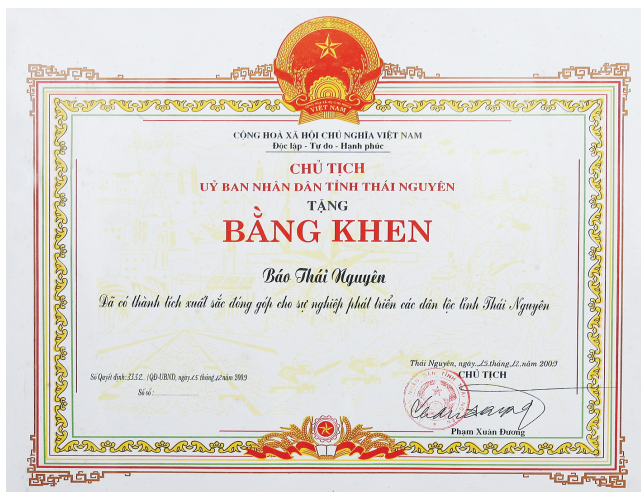 VIỆT NAM
CỘNG HOÀ XÃ HỘI CHỦ NGHĨA VIỆT NAM
Độc lập - Tự do - Hạnh phúc
CHỦ TỊCH
UỶ BAN NHÂN DÂN TỈNH THÁI NGUYÊN
TẶNG
BẰNG KHEN
Báo Thái Nguyên
Đã có thành tích xuất sắc đóng góp cho sự nghiệp phát triển các dân tộc tỉnh Thái Nguyên
Thái Nguyên, ngày 15 tháng 12 năm 2009
Số Quyết định: 3332 /QĐ-UBND, ngày 15 tháng 12 năm 2009
CHỦ TỊCH
Sổ số :
Phạm Xuân Đương